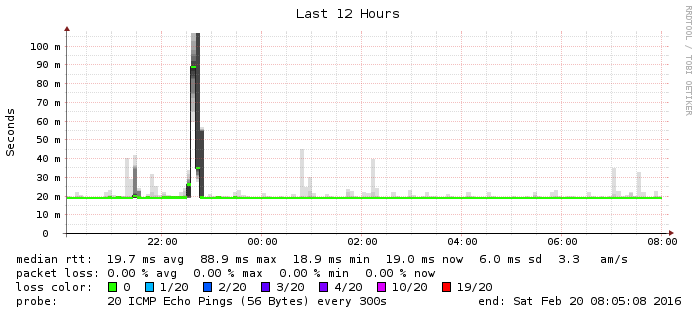 Last 12 Hours
RRDTOOL / TOBI OETIKER
Seconds
100 m
90 m
80 m
70 m
60 m
50 m
40 m
30 m
20 m
10 m
0
22:00 00:00 02:00 04:00 06:00 08:00
median rtt: 19.7 ms avg 88.9 ms max 18.9 ms min 19.0 ms now 6.0 ms sd 3.3 am/s
packet loss: 0.00 % avg 0.00 % max 0.00 % min 0.00 % now
loss color: 0 1/20 2/20 3/20 4/20 10/20 19/20
probe: 20 ICMP Echo Pings (56 Bytes) every 300s end: Sat Feb 20 08:05:08 2016